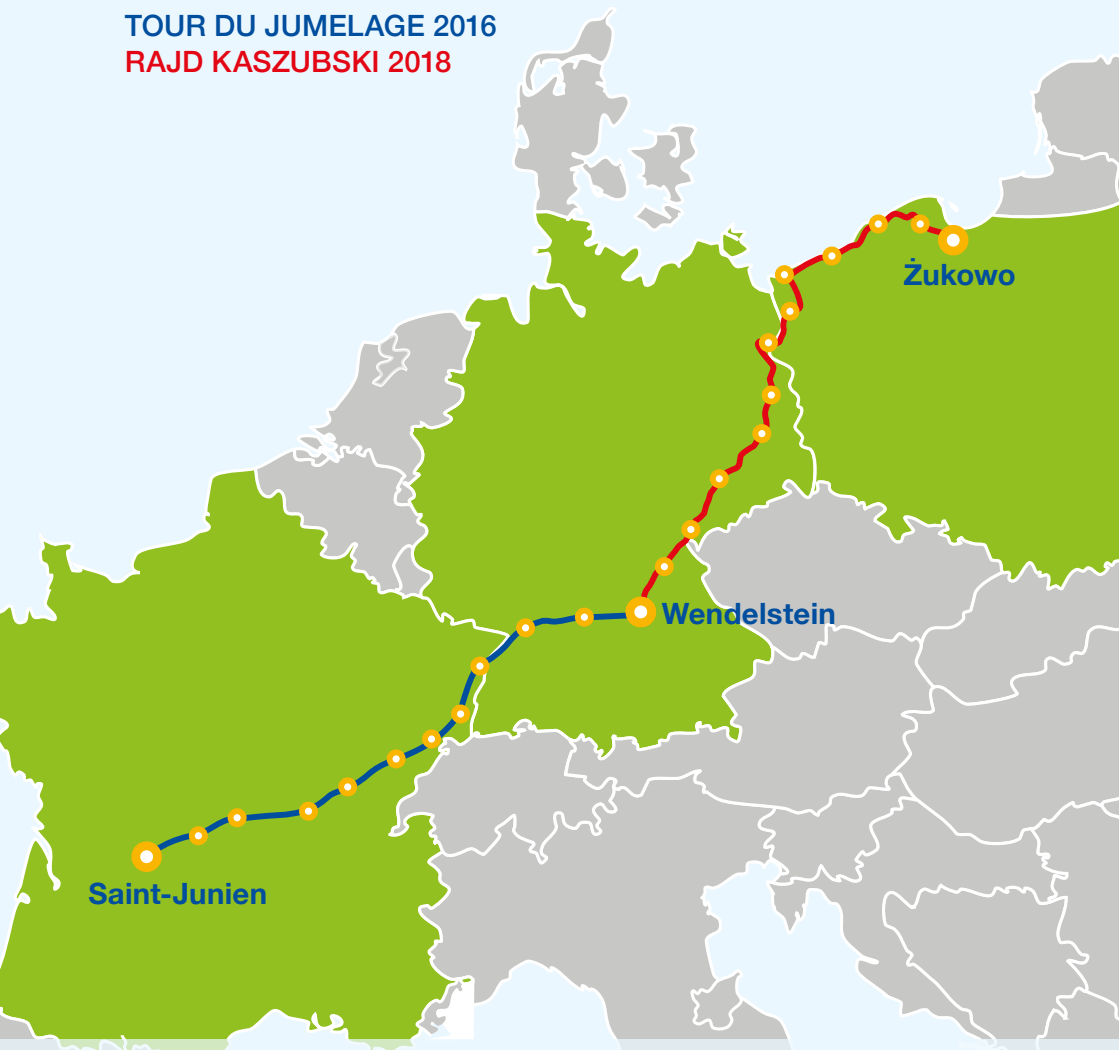 TOUR DU JUMELAGE 2016
RAJD KASZUBSKI 2018
Żukowo
Wendelstein
Saint-Junien